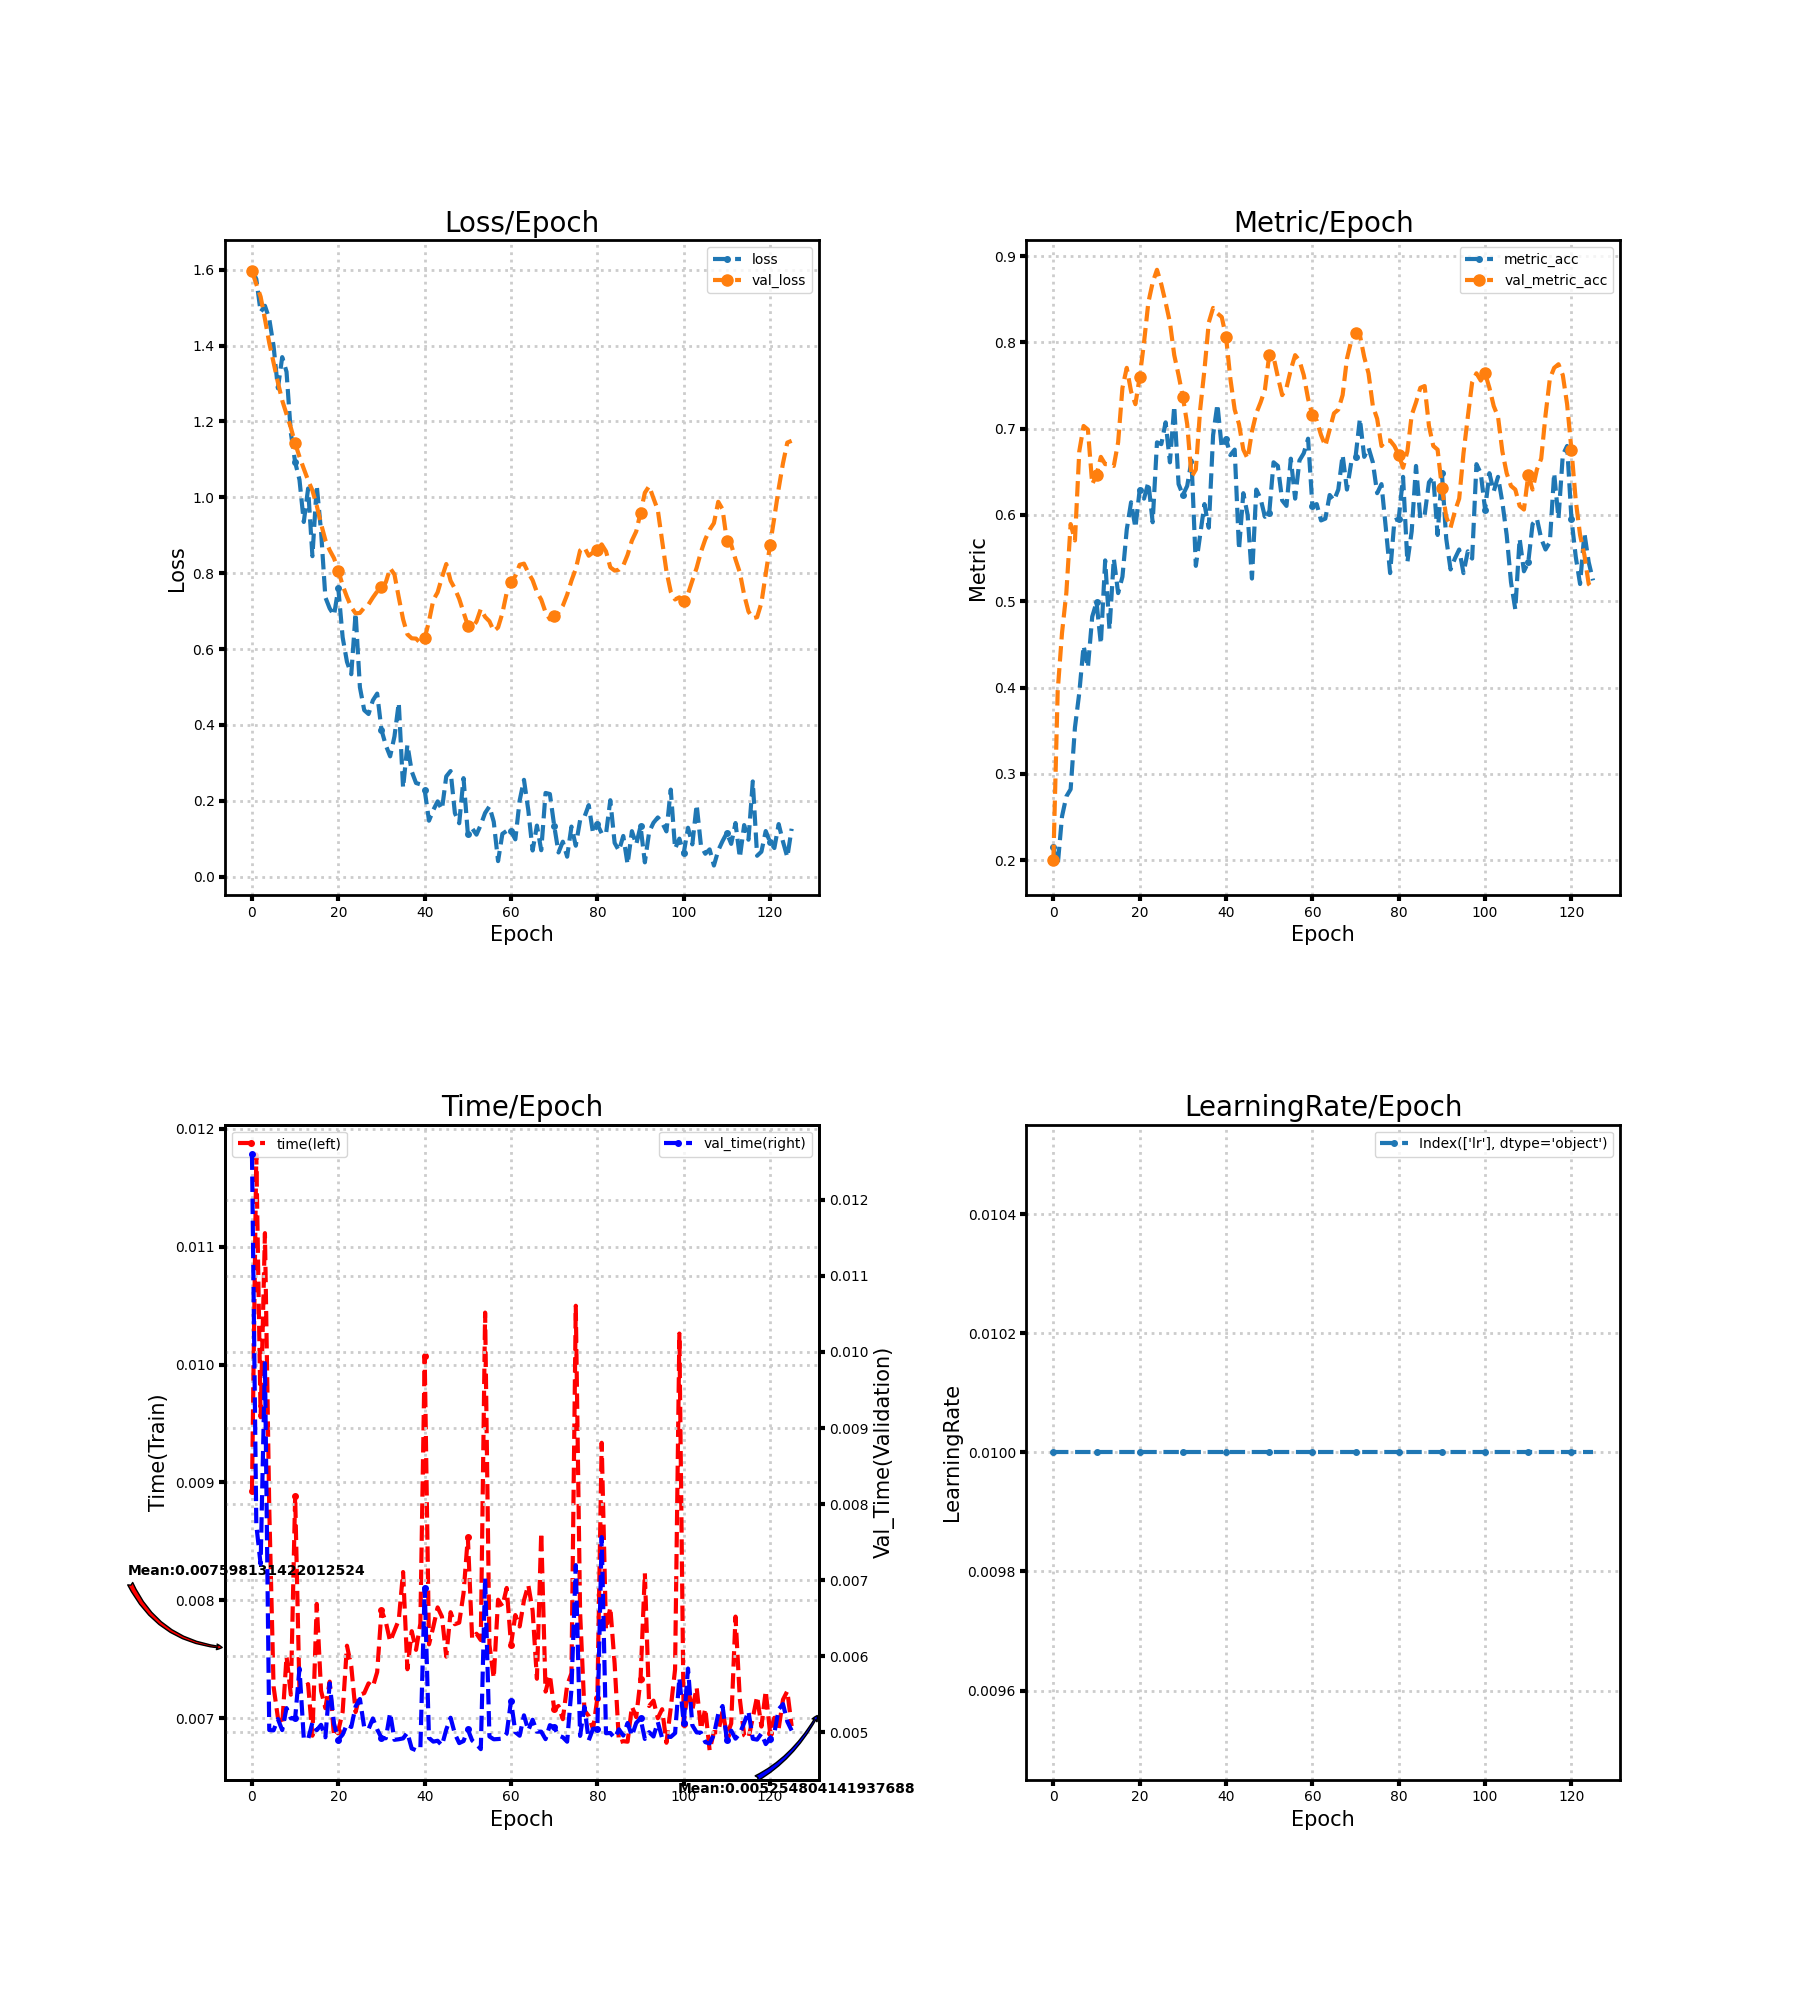 Loss/Epoch
Loss
1.6
1.4
1.2
1.0
0.8
0.6
0.4
0.2
0.0
loss
val_loss
0 20 40 60 80 100 120
Epoch
Metric/Epoch
Metric
0.9
0.8
0.7
0.6
0.5
0.4
0.3
0.2
metric_acc
val_metric_acc
0 20 40 60 80 100 120
Epoch
Time/Epoch
Time(Train)
0.012
0.011
0.010
0.009
0.008
0.007
time(left)
val_time(right)
Mean:0.007598131422012524
0.012
0.011
0.010
0.009
0.008
0.007
0.006
0.005
Val_Time(Validation)
Mean:0.005254804141937688
0 20 40 60 80 100 120
Epoch
LearningRate/Epoch
LearningRate
0.0104
0.0102
0.0100
0.0098
0.0096
Index(['lr'], dtype='object')
0 20 40 60 80 100 120
Epoch